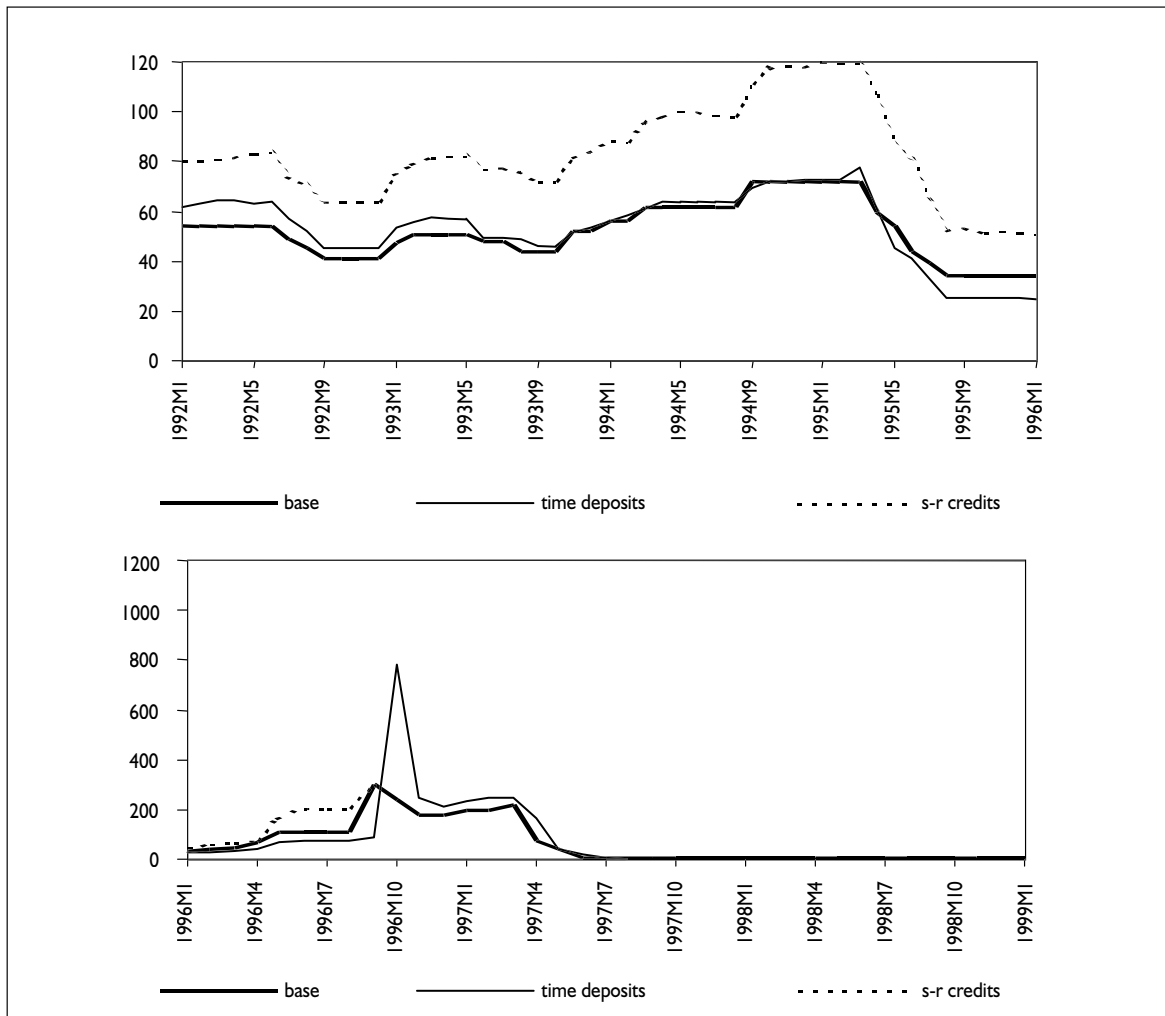 120
100
80
60
40
20
0
1992M1
1992M5
1992M9
1993M1
1993M5
1993M9
1994M1
1994M5
1994M9
1995M1
1995M5
1995M9
1996M1
base time deposits s-r credits
1200
1000
800
600
400
200
0
1996M1
1996M4
1996M7
1996M10
1997M1
1997M4
1997M7
1997M10
1998M1
1998M4
1998M7
1998M10
1999M1
base time deposits s-r credits